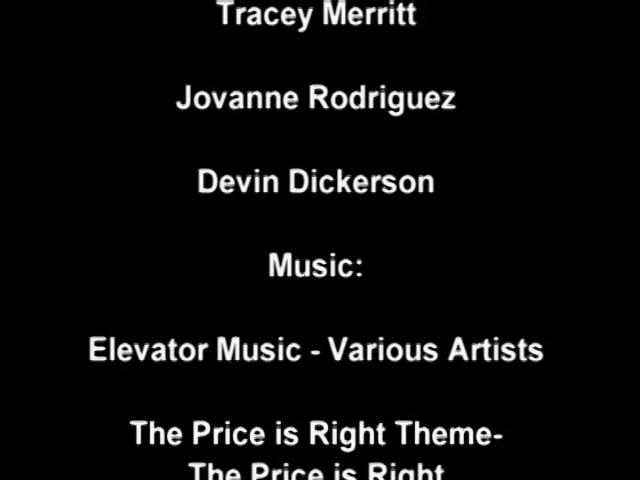 Tracey Merritt
Jovanne Rodriguez
Devin Dickerson
Music:
Elevator Music - Various Artists
The Price is Right Theme-
The Price is Right